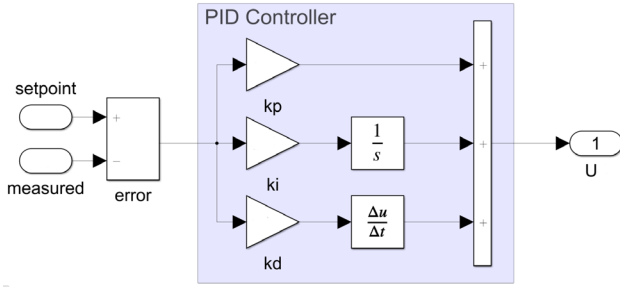 PID Controller
setpoint
+
−
measured
error
kp
ki
kd
1
s
Δu
Δt
+
+
+
1
U